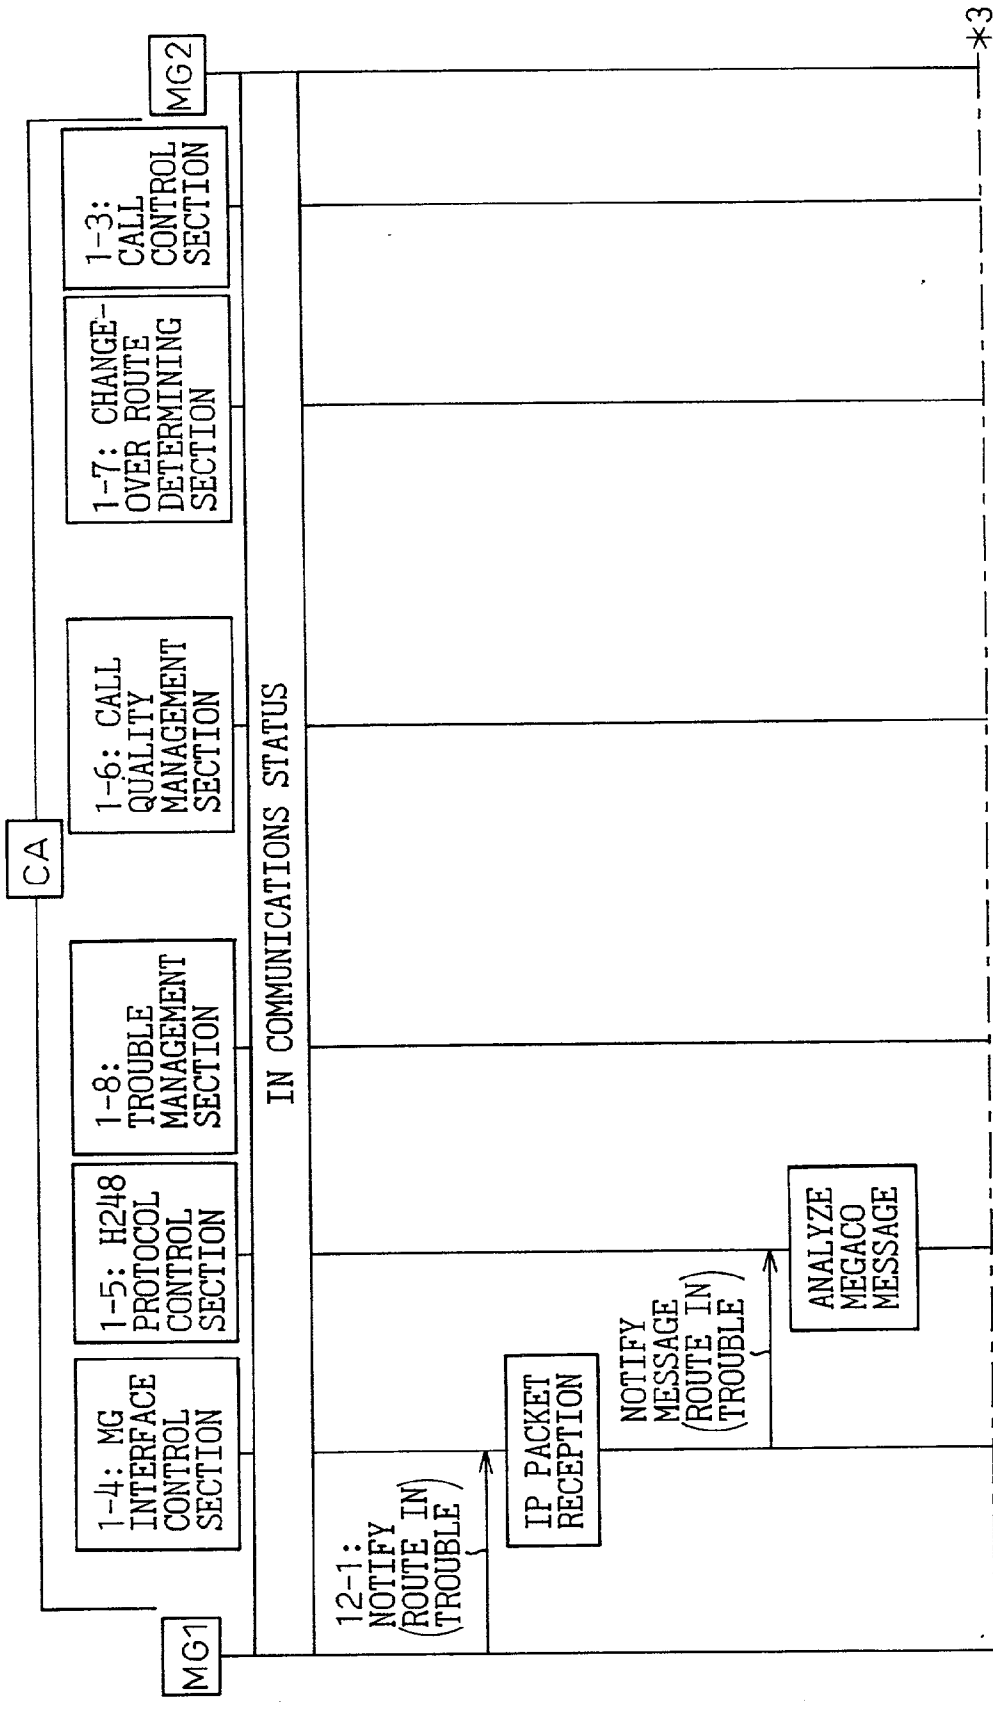 CA
MG1
1-4: MG
INTERFACE
CONTROL
SECTION
1-5: H248
PROTOCOL
CONTROL
SECTION
1-8:
TROUBLE
MANAGEMENT
SECTION
1-6: CALL
QUALITY
MANAGEMENT
SECTION
1-7: CHANGE-
OVER ROUTE
DETERMINING
SECTION
1-3:
CALL
CONTROL
SECTION
MG2
IN COMMUNICATIONS STATUS
12-1:
NOTIFY
(ROUTE IN
TROUBLE)
IP PACKET
RECEPTION
NOTIFY
MESSAGE
(ROUTE IN
TROUBLE)
ANALYZE
MEGACO
MESSAGE
*3